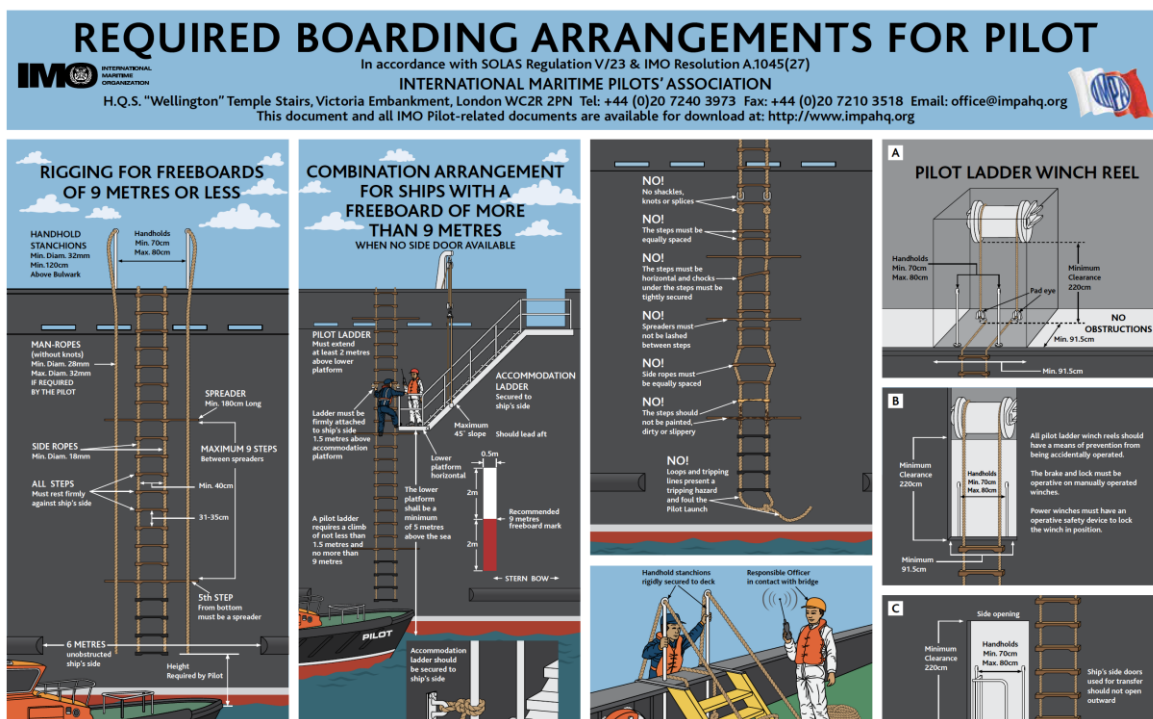 REQUIRED BOARDING ARRANGEMENTS FOR PILOT
In accordance with SOLAS Regulation V/23 & IMO Resolution A.1045(27)
INTERNATIONAL MARITIME PILOTS' ASSOCIATION
H.Q.S. "Wellington" Temple Stairs, Victoria Embankment, London WC2R 2PN Tel: +44 (0)20 7240 3973 Fax: +44 (0)20 7210 3518 Email: office@impahq.org
This document and all IMO Pilot-related documents are available for download at: http://www.impahq.org
IMO
INTERNATIONAL
MARITIME
ORGANIZATION
IMPA
RIGGING FOR FREEBOARDS
OF 9 METRES OR LESS
HANDHOLD
STANCHIONS
Min. Diam. 32mm
Min. 120cm
Above Bulwark
Handholds
Min. 70cm
Max. 80cm
MAN-ROPES
(without knots)
Min. Diam. 28mm
Max. Diam. 32mm
IF REQUIRED
BY THE PILOT
SPREADER
Min. 180cm Long
SIDE ROPES
Min. Diam. 18mm
MAXIMUM 9 STEPS
Between spreaders
ALL STEPS
Must rest firmly
against ship's side
Min. 40cm
31-35cm
5th STEP
From bottom
must be a spreader
6 METRES
unobstructed
ship's side
Height
Required by Pilot
COMBINATION ARRANGEMENT
FOR SHIPS WITH A
FREEBOARD OF MORE
THAN 9 METRES
WHEN NO SIDE DOOR AVAILABLE
PILOT LADDER
Must extend
at least 2 metres
above lower
platform
ACCOMMODATION
LADDER
Secured to
ship's side
Ladder must be
firmly attached
to ship's side
1.5 metres above
accommodation
platform
Maximum
45° slope
Should lead aft
Lower
platform
horizontal
0.5m
2m
2m
Recommended
9 metres
freeboard mark
The lower
platform
shall be a
minimum
of 5 metres
above the sea
A pilot ladder
requires a climb
of not less than
1.5 metres and
no more than
9 metres
STERN BOW
PILOT
Accommodation
ladder should
be secured to
ship's side
NO!
No shackles,
knots or splices
NO!
The steps must be
equally spaced
NO!
The steps must be
horizontal and chocks
under the steps must be
tightly secured
NO!
Spreaders must
not be lashed
between steps
NO!
Side ropes must
be equally spaced
NO!
The steps should
not be painted,
dirty or slippery
NO!
Loops and tripping
lines present a
tripping hazard
and foul the
Pilot Launch
Handhold stanchions
rigidly secured to deck
Responsible Officer
in contact with bridge
A
PILOT LADDER WINCH REEL
Handholds
Min. 70cm
Max. 80cm
Minimum
Clearance
220cm
Pad eye
NO
OBSTRUCTIONS
Min. 91.5cm
Min. 91.5cm
B
Minimum
Clearance
220cm
Handholds
Min. 70cm
Max. 80cm
Minimum
91.5cm
All pilot ladder winch reels should
have a means of prevention from
being accidentally operated.
The brake and lock must be
operative on manually operated
winches.
Power winches must have an
operative safety device to lock
the winch in position.
C
Side opening
Minimum
Clearance
220cm
Handholds
Min. 70cm
Max. 80cm
Ship's side doors
used for transfer
should not open
outward